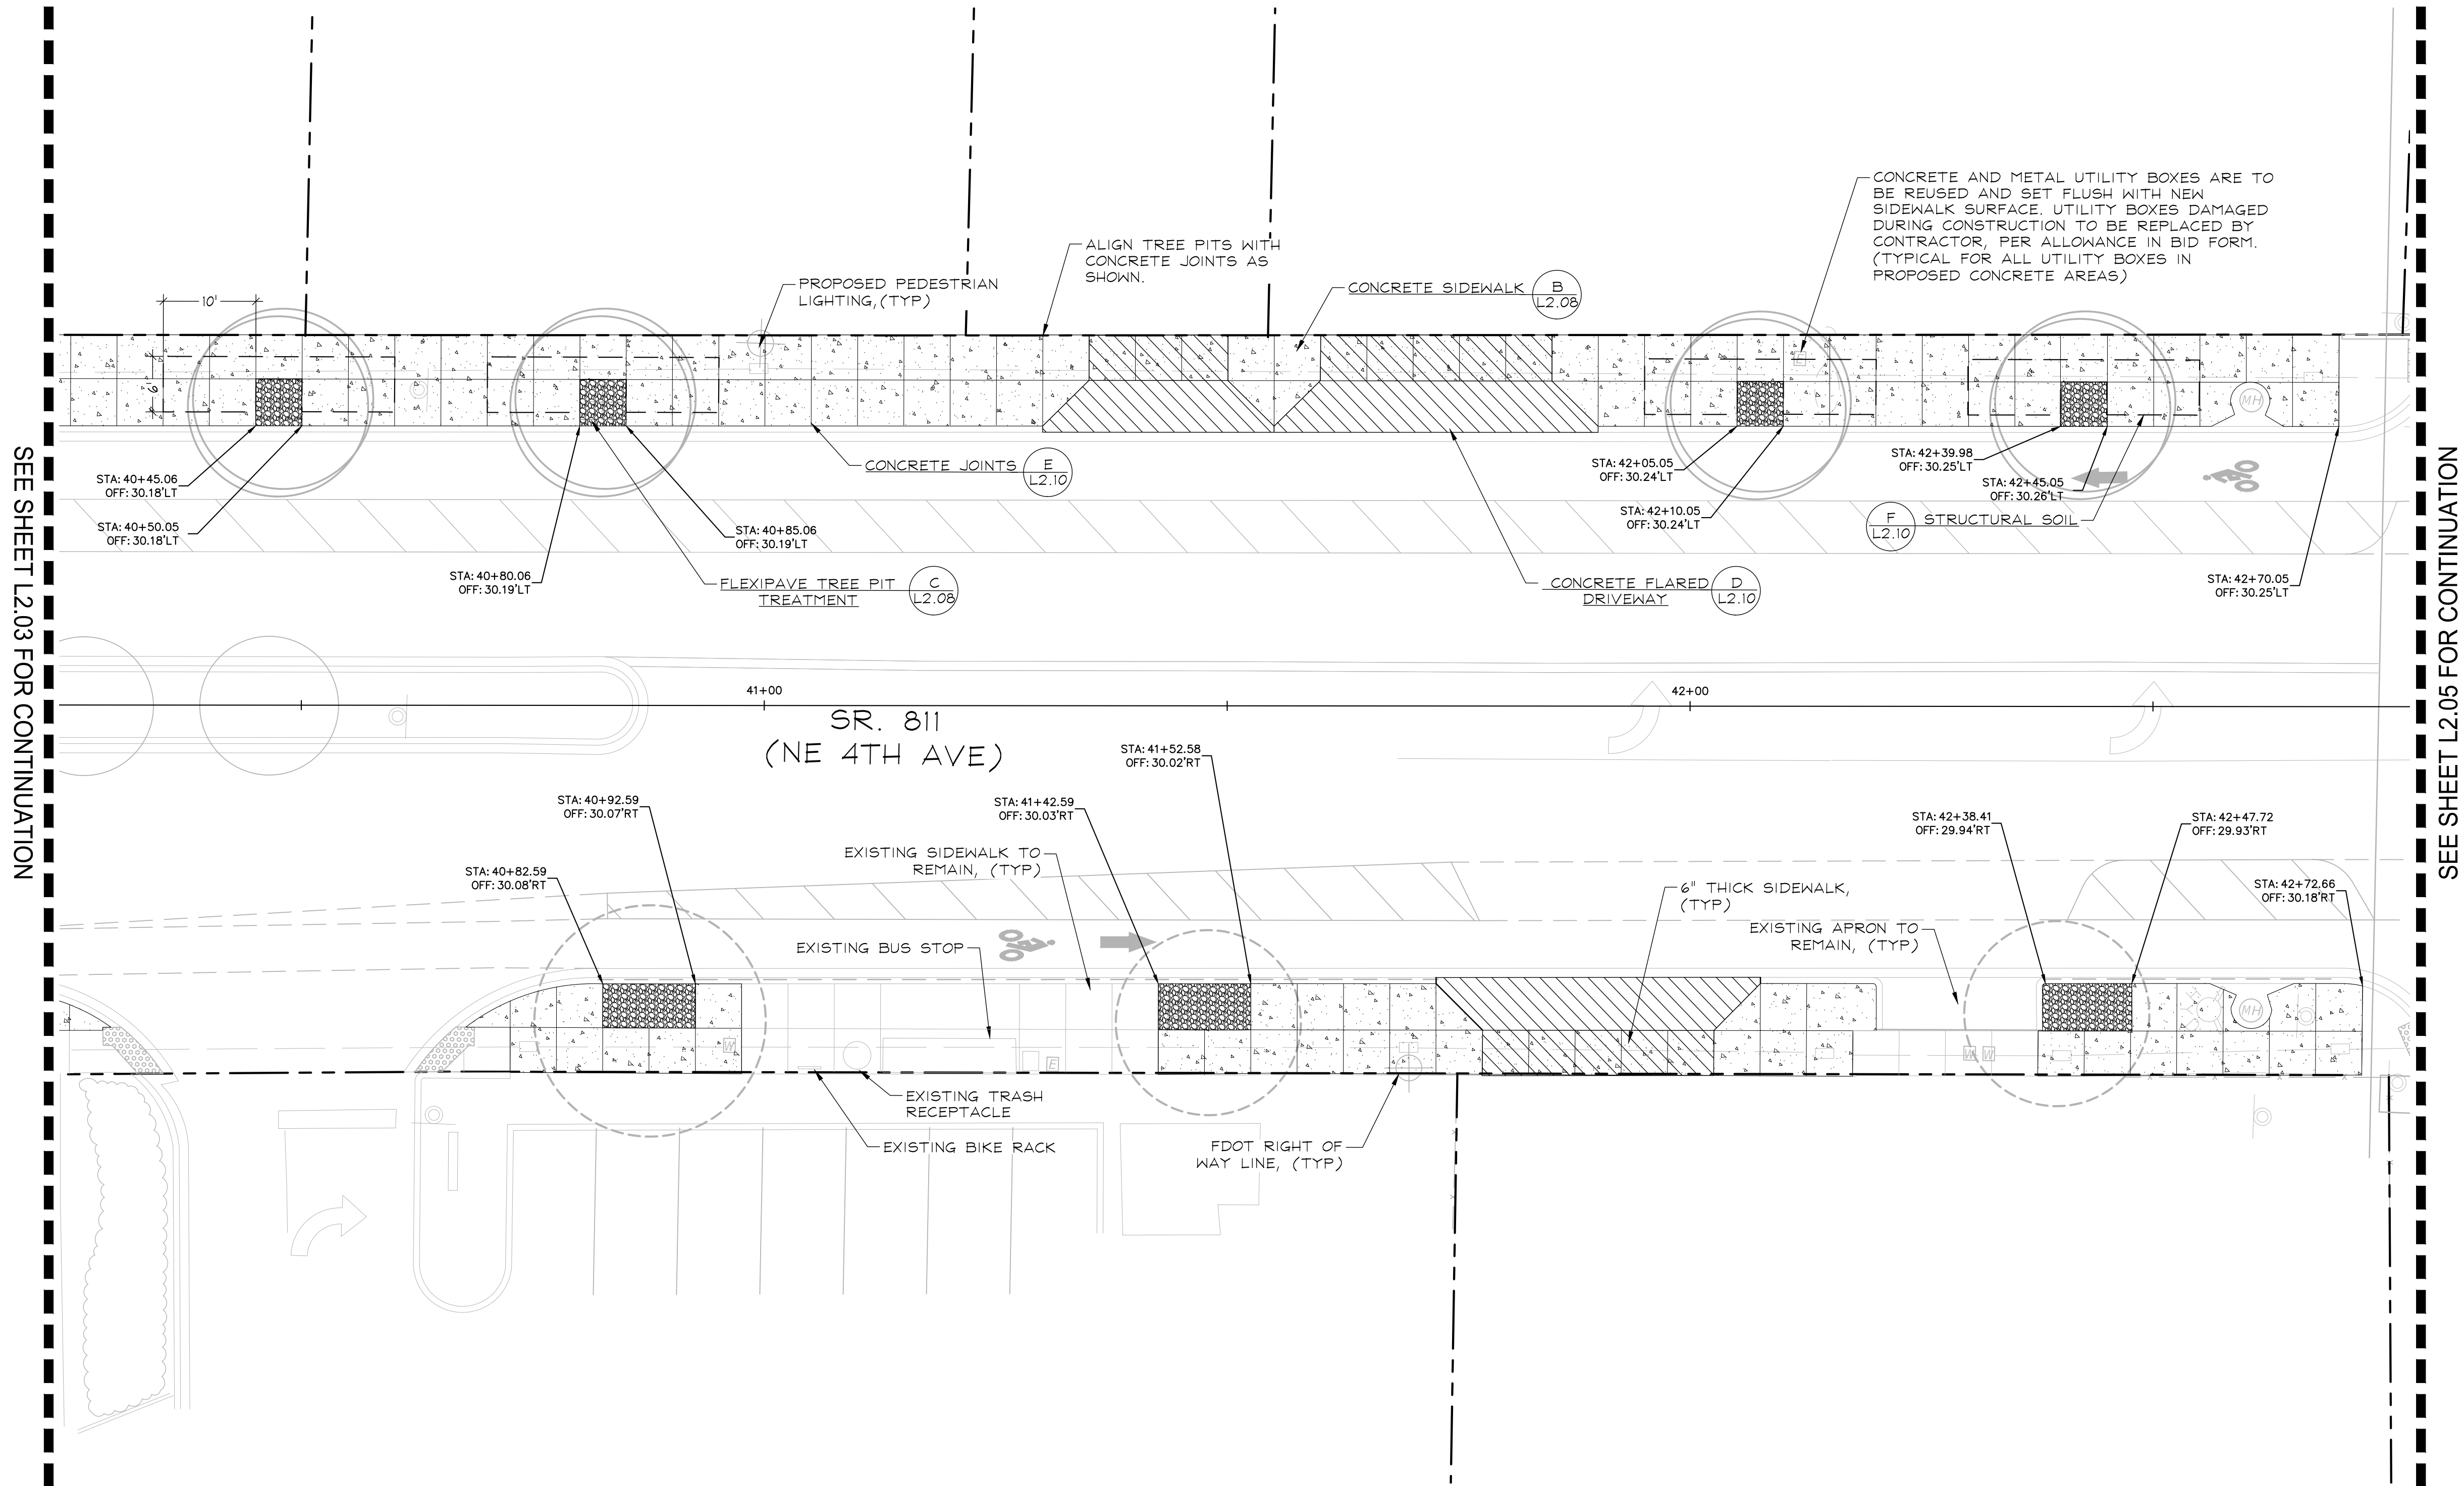 SEE SHEET L2.03 FOR CONTINUATION
CONCRETE AND METAL UTILITY BOXES ARE TO
BE REUSED AND SET FLUSH WITH NEW
SIDEWALK SURFACE. UTILITY BOXES DAMAGED
DURING CONSTRUCTION TO BE REPLACED BY
CONTRACTOR, PER ALLOWANCE IN BID FORM.
(TYPICAL FOR ALL UTILITY BOXES IN
PROPOSED CONCRETE AREAS)
ALIGN TREE PITS WITH
CONCRETE JOINTS AS
SHOWN.
PROPOSED PEDESTRIAN
LIGHTING,(TYP)
CONCRETE SIDEWALK
B
L2.08
10'
6'
MH
CONCRETE JOINTS
E
L2.10
STA: 40+45.06
OFF: 30.18'LT
STA: 40+50.05
OFF: 30.18'LT
STA: 40+80.06
OFF: 30.19'LT
STA: 40+85.06
OFF: 30.19'LT
FLEXIPAVE TREE PIT
TREATMENT
C
L2.08
STA: 42+05.05
OFF: 30.24'LT
STA: 42+10.05
OFF: 30.24'LT
STA: 42+39.98
OFF: 30.25'LT
STA: 42+45.05
OFF: 30.26'LT
F
L2.10
STRUCTURAL SOIL
CONCRETE FLARED
DRIVEWAY
D
L2.10
STA: 42+70.05
OFF: 30.25'LT
41+00
42+00
SR. 811
(NE 4TH AVE)
STA: 40+82.59
OFF: 30.08'RT
STA: 40+92.59
OFF: 30.07'RT
STA: 41+42.59
OFF: 30.03'RT
STA: 41+52.58
OFF: 30.02'RT
STA: 42+38.41
OFF: 29.94'RT
STA: 42+47.72
OFF: 29.93'RT
STA: 42+72.66
OFF: 30.18'RT
EXISTING SIDEWALK TO
REMAIN, (TYP)
6" THICK SIDEWALK,
(TYP)
EXISTING APRON TO
REMAIN, (TYP)
EXISTING BUS STOP
W
E
W
W
MH
EXISTING TRASH
RECEPTACLE
EXISTING BIKE RACK
FDOT RIGHT OF
WAY LINE, (TYP)
SEE SHEET L2.05 FOR CONTINUATION